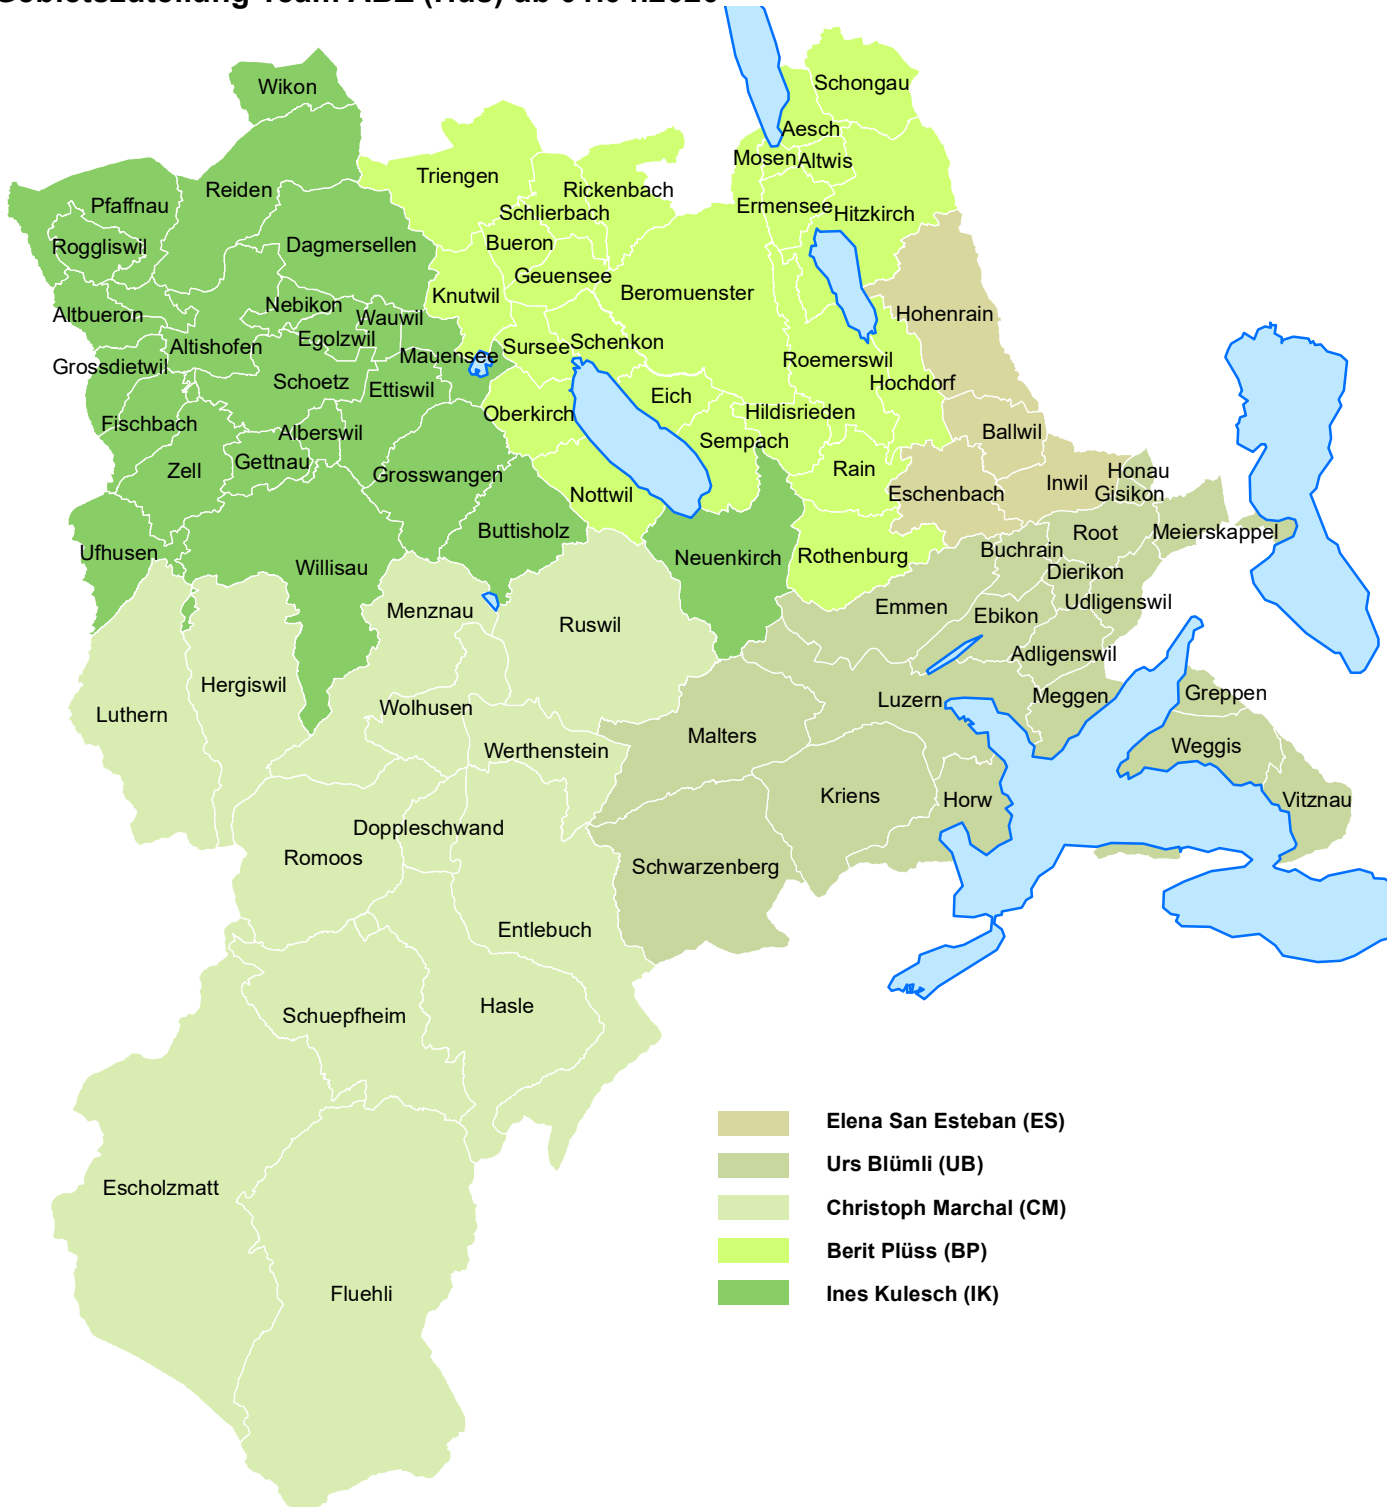 Wikon
Schongau
Aesch
Mosen
Altwis
Triengen
Rickenbach
Reiden
Pfaffnau
Ermensee
Schlierbach
Hitzkirch
Roggliswil
Dagmersellen
Bueron
Geuensee
Beromuenster
Knutwil
Nebikon
Altbueron
Wauwil
Hohenrain
Egolzwil
Schenkon
Sursee
Altishofen
Mauensee
Roemerswil
Grossdietwil
Schoetz
Hochdorf
Ettiswil
Eich
Hildisrieden
Oberkirch
Fischbach
Alberswil
Ballwil
Sempach
Gettnau
Rain
Zell
Honau
Grosswangen
Inwil
Gisikon
Eschenbach
Nottwil
Buttisholz
Root
Meierskappel
Ufhusen
Buchrain
Neuenkirch
Rothenburg
Willisau
Dierikon
Udligenswil
Emmen
Menznau
Ebikon
Ruswil
Adligenswil
Hergiswil
Greppen
Meggen
Luzern
Wolhusen
Luthern
Malters
Weggis
Werthenstein
Kriens
Horw
Vitznau
Doppleschwand
Romoos
Schwarzenberg
Entlebuch
Hasle
Schuepfheim
Elena San Esteban (ES)
Urs Blümli (UB)
Escholzmatt
Christoph Marchal (CM)
Berit Plüss (BP)
Fluehli
Ines Kulesch (IK)